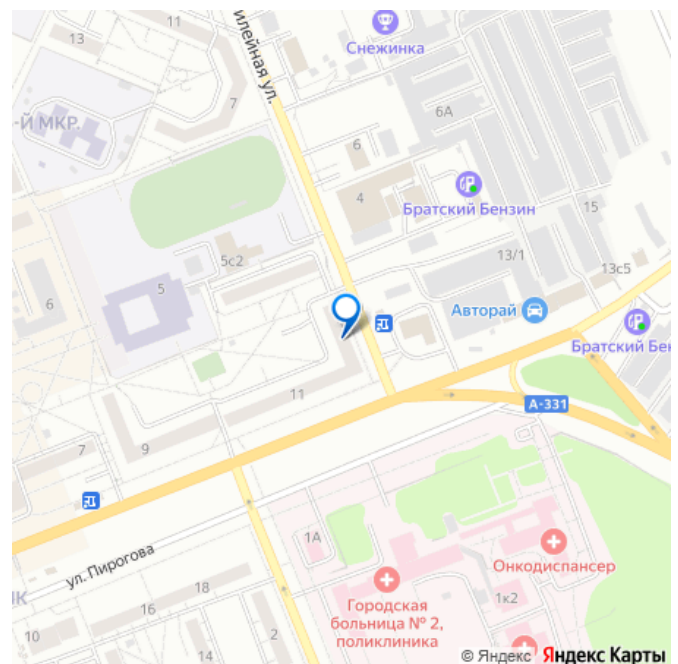 11
13
Снежинка
илейная ул.
7
6А
-Й МКР.
6
4
Братский Бензин
15
5с2
13/1
13с5
5
6
Авторай
Братский Бен
11
А-331
7
9
1А
ул. Пирогова
Онкодиспансер
18
НК
16
1к2
Городская
больница № 2,
поликлиника
10
2
© Яндекс Яндекс Карты